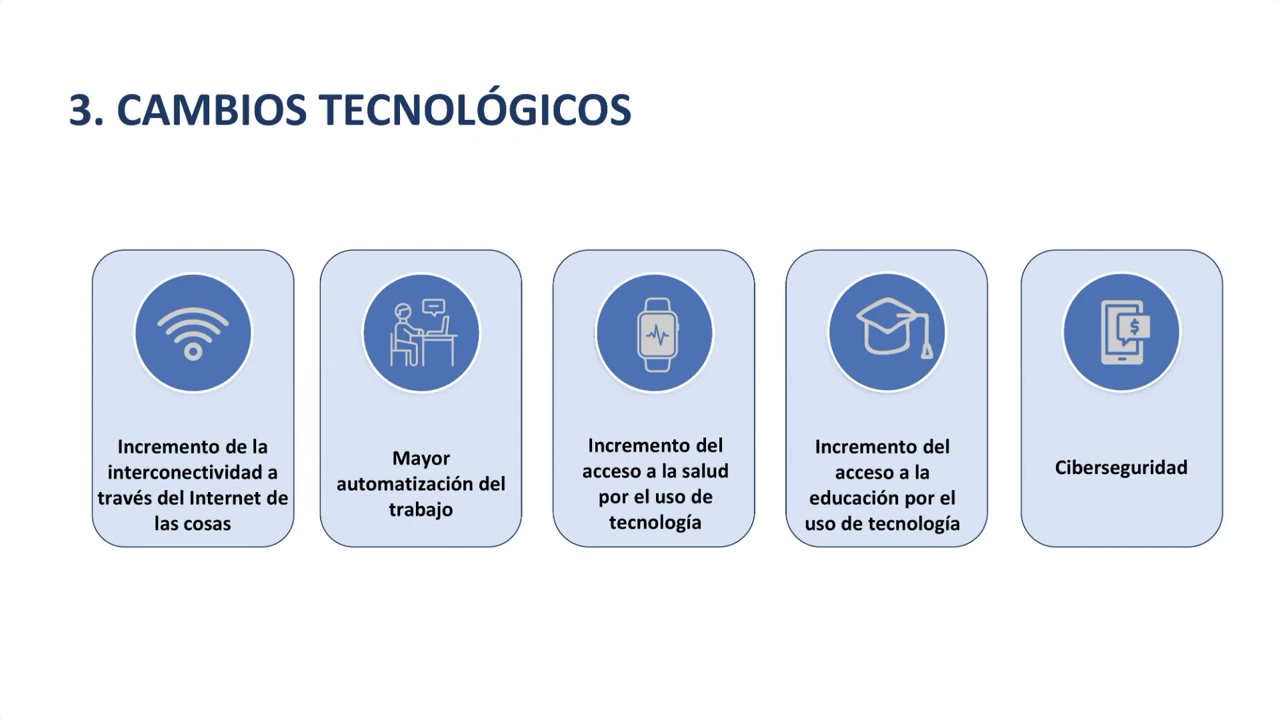 3. CAMBIOS TECNOLÓGICOS
Incremento de la
interconectividad a
través del Internet de
las cosas
Mayor
automatización del
trabajo
Incremento del
acceso a la salud
por el uso de
tecnología
Incremento del
acceso a la
educación por el
uso de tecnología
$
Ciberseguridad